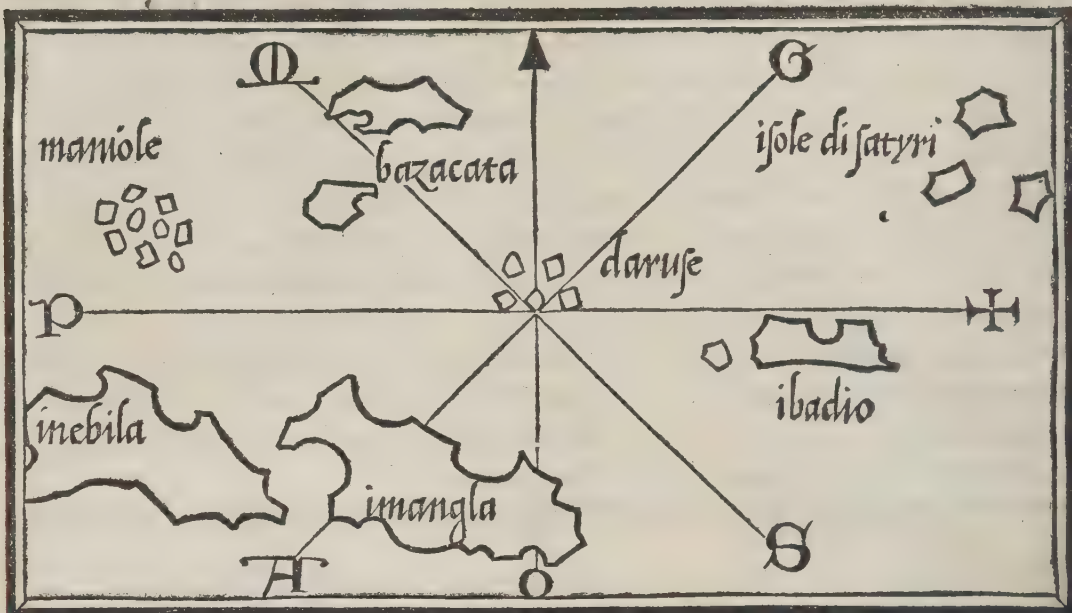 M
G
maniole
iſole di ſatyri
bazacata
daruſe
P
ibadio
inebila
imangla
A
O
S